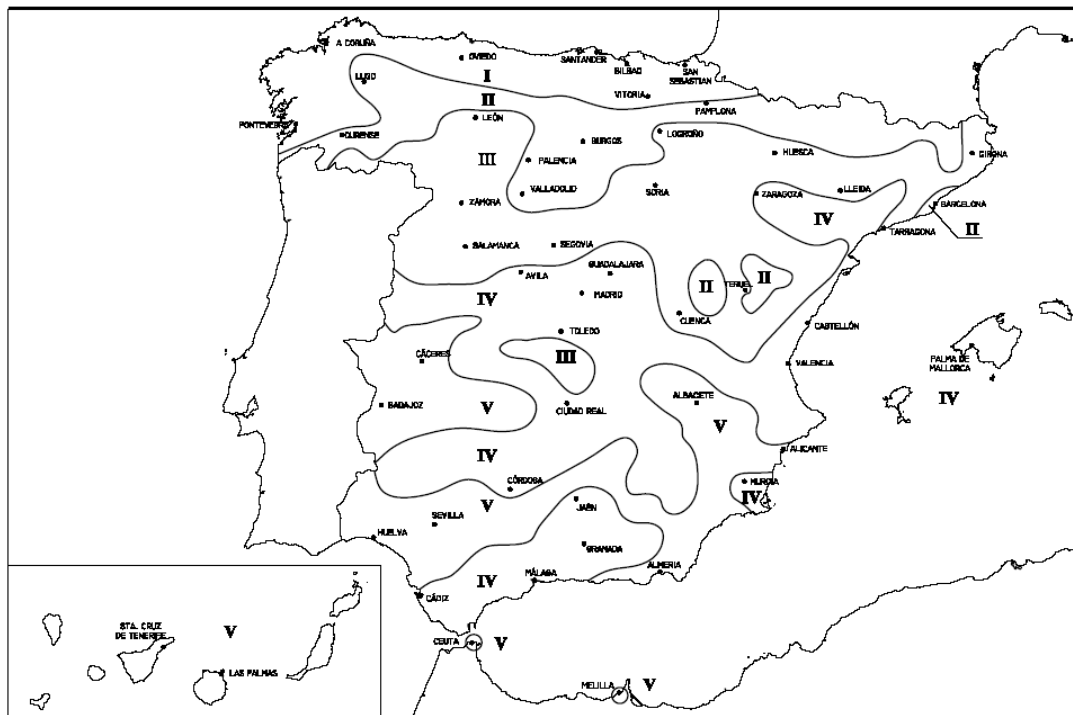 A CORUÑA
OVIEDO
SANTANDER
BILBAO
SAN
SEBASTIAN
LUGO
I
VITORIA
II
PAMPLONA
PONTEVEDRA
LEÓN
OURENSE
BURGOS
LOGROÑO
III
PALENCIA
HUESCA
GIRONA
VALLADOLID
SORIA
ZARAGOZA
LLEIDA
ZAMORA
BARCELONA
IV
TARRAGONA
II
SALAMANCA
SEGOVIA
GUADALAJARA
AVILA
II
TERUEL
II
IV
MADRID
CUENCA
TOLEDO
CASTELLÓN
CÁCERES
III
VALENCIA
PALMA DE
MALLORCA
IV
BADAJOZ
V
CIUDAD REAL
ALBACETE
V
IV
ALICANTE
CÓRDOBA
MURCIA
IV
V
JAÉN
SEVILLA
HUELVA
GRANADA
IV
MÁLAGA
ALMERIA
CÁDIZ
STA. CRUZ
DE TENERIFE
V
CEUTA
V
LAS PALMAS
MELILLA
V